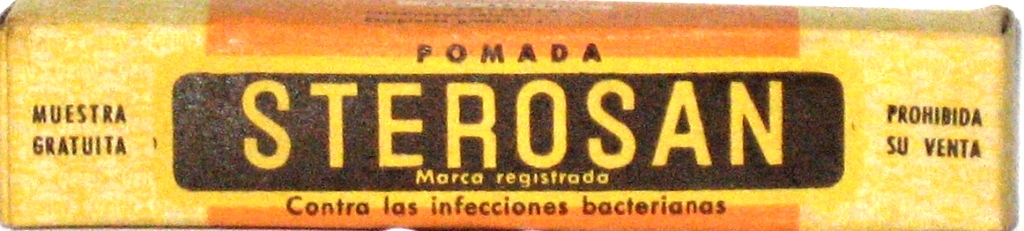 POMADA
STEROSAN
Marca registrada
Contra las infecciones bacterianas
MUESTRA
GRATUITA
PROHIBIDA
SU VENTA